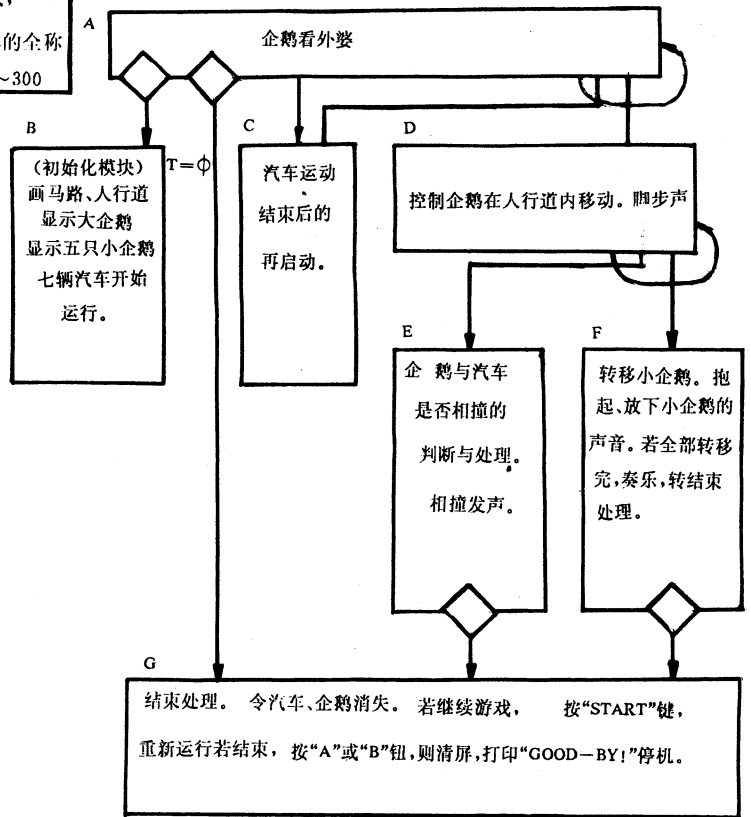 的全称
~300
A
企鹅看外婆
B
(初始化模块)
画马路、人行道
显示大企鹅
显示五只小企鹅
七辆汽车开始
运行。
T=ϕ
C
汽车运动
结束后的
再启动。
D
控制企鹅在人行道内移动。脚步声
E
企 鹅与汽车
是否相撞的
判断与处理。
相撞发声。
F
转移小企鹅。抱
起、放下小企鹅的
声音。若全部转移
完,奏乐,转结束
处理。
G
结束处理。 令汽车、企鹅消失。 若继续游戏, 按“START”键,
重新运行若结束, 按“A”或“B”钮,则清屏,打印“GOOD-BY!”停机。